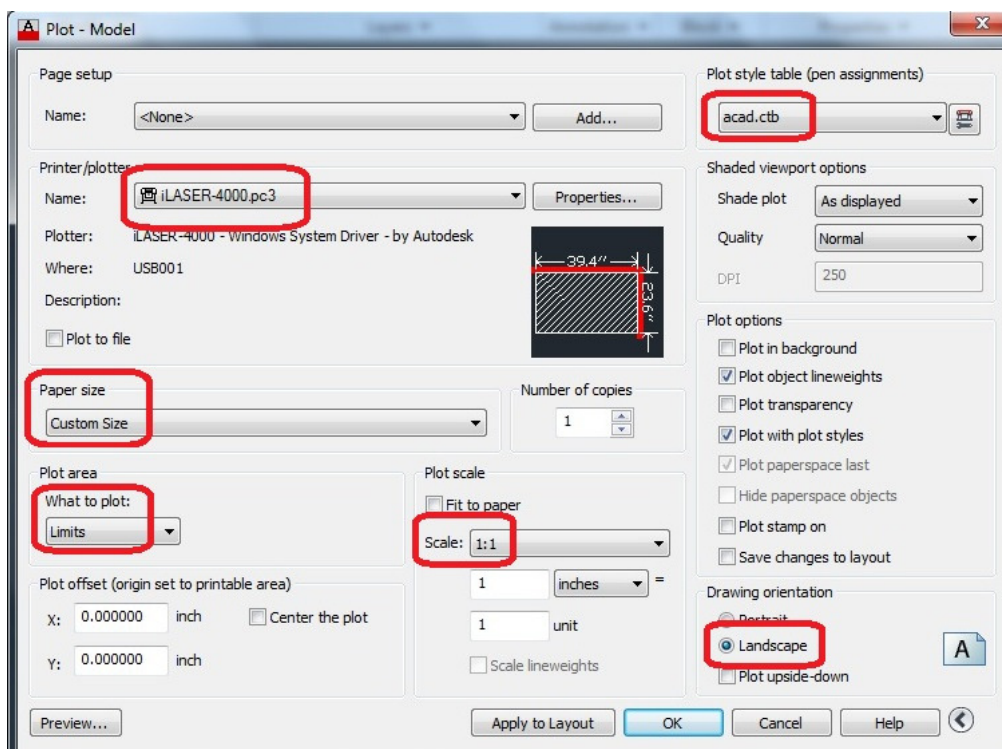 Plot - Model
Page setup
Name: <None> Add...
Printer/plotter
Name: iLASER-4000.pc3 Properties...
Plotter: iLASER-4000 - Windows System Driver - by Autodesk
Where: USB001
Description:
Plot to file
39.4''
23.6''
Paper size
Custom Size
Number of copies
1
Plot area
What to plot:
Limits
Plot scale
Fit to paper
Scale: 1:1
1 inches =
1 unit
Scale lineweights
Plot offset (origin set to printable area)
X: 0.000000 inch Center the plot
Y: 0.000000 inch
Plot style table (pen assignments)
acad.ctb
Shaded viewport options
Shade plot As displayed
Quality Normal
DPI 250
Plot options
Plot in background
Plot object lineweights
Plot transparency
Plot with plot styles
Plot paperspace last
Hide paperspace objects
Plot stamp on
Save changes to layout
Drawing orientation
Portrait
Landscape
A
Plot upside-down
Preview... Apply to Layout OK Cancel Help